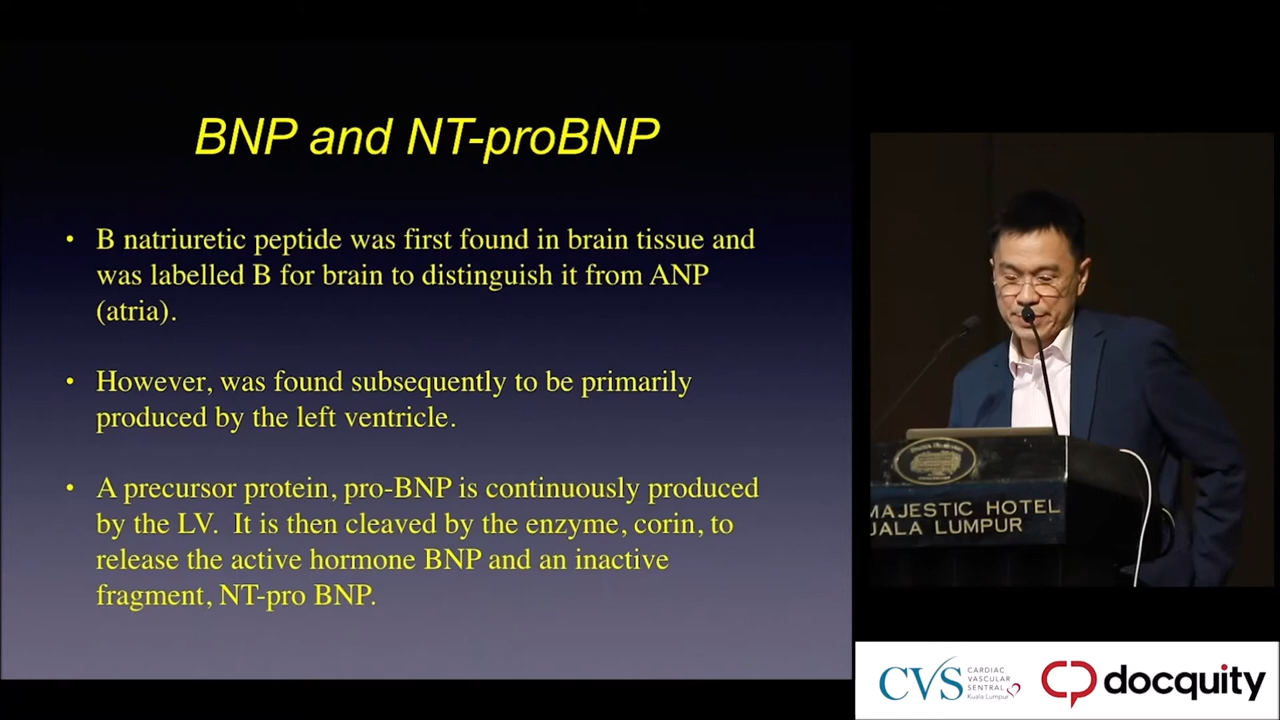 BNP and NT-proBNP
• B natriuretic peptide was first found in brain tissue and
was labelled B for brain to distinguish it from ANP
(atria).
• However, was found subsequently to be primarily
produced by the left ventricle.
• A precursor protein, pro-BNP is continuously produced
by the LV. It is then cleaved by the enzyme, corin, to
release the active hormone BNP and an inactive
fragment, NT-pro BNP.
MAJESTIC HOTEL
UALA LUMPUR
CVS
CARDIAC
VASCULAR
SENTRAL
Kuala Lumpur
docquity